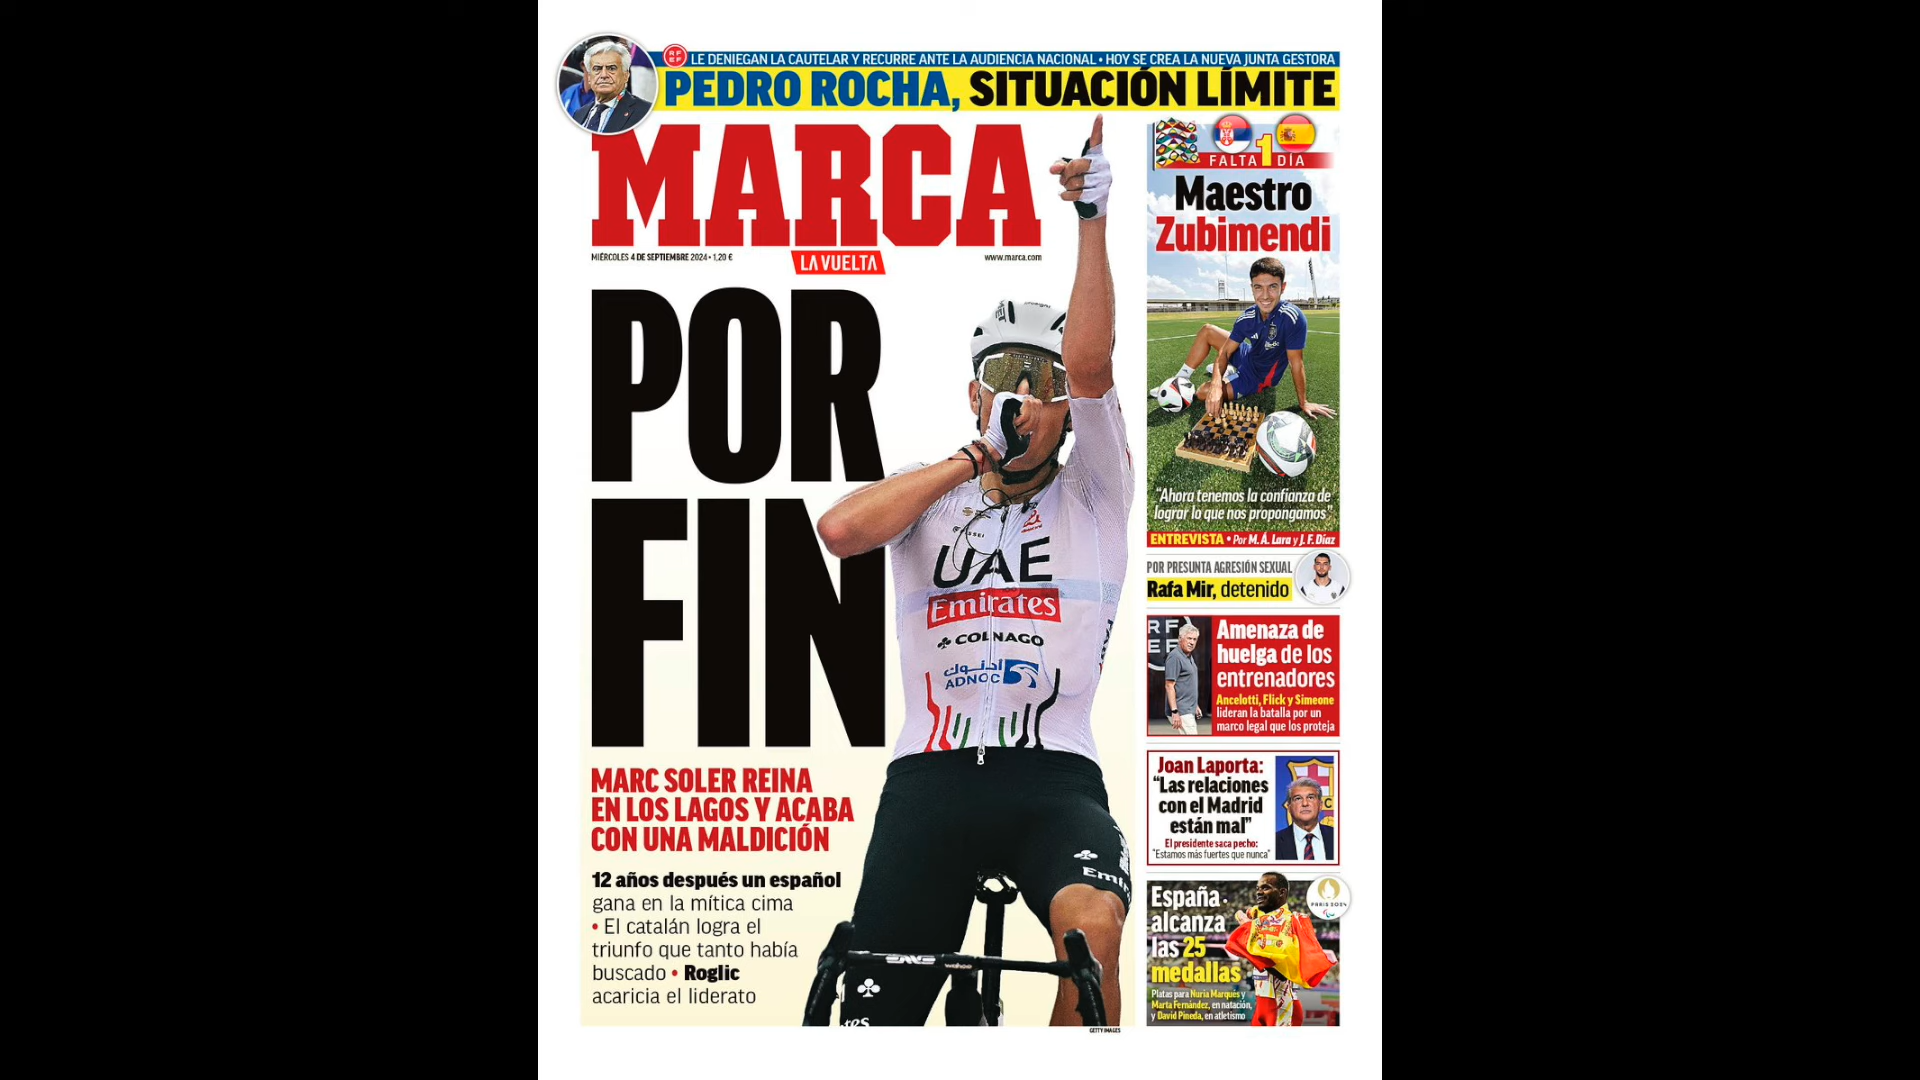 LE DENIEGAN LA CAUTELAR Y RECURRE ANTE LA AUDIENCIA NACIONAL • HOY SE CREA LA NUEVA JUNTA GESTORA
PEDRO ROCHA, SITUACIÓN LÍMITE
MARCA
MIÉRCOLES 4 DE SEPTIEMBRE 2024 • 1,20 €
LA VUELTA
www.marca.com
POR
FIN
MARC SOLER REINA
EN LOS LAGOS Y ACABA
CON UNA MALDICIÓN
12 años después un español
gana en la mítica cima
• El catalán logra el
triunfo que tanto había
buscado • Roglic
acaricia el liderato
UAE
Emirates
COLNAGO
أدنوك
ADNOC
GETTY IMAGES
FALTA 1 DÍA
Maestro
Zubimendi
“Ahora tenemos la confianza de
lograr lo que nos propongamos”
ENTREVISTA • Por M. Á. Lara y J. F. Díaz
POR PRESUNTA AGRESIÓN SEXUAL
Rafa Mir, detenido
RF
EF
Amenaza de
huelga de los
entrenadores
Ancelotti, Flick y Simeone
lideran la batalla por un
marco legal que los proteja
Joan Laporta:
“Las relaciones
con el Madrid
están mal”
El presidente saca pecho:
“Estamos más fuertes que nunca”
España
alcanza
las 25
medallas
PARIS 2024
Platas para Nuria Marqués y
Marta Fernández, en natación,
y David Pineda, en atletismo